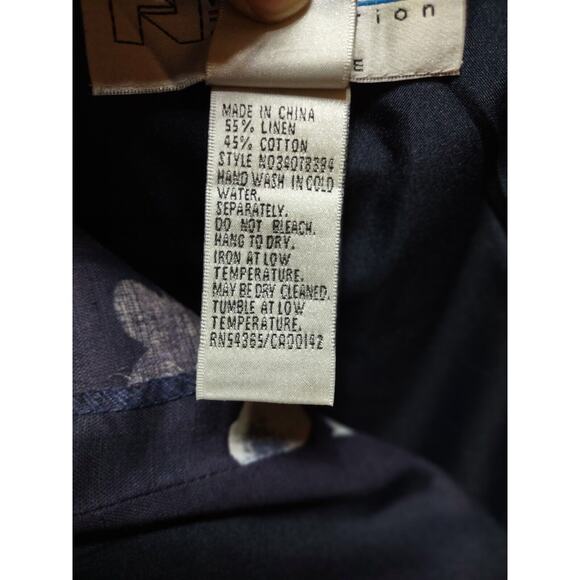 tion
E
MADE IN CHINA
55% LINEN
45% COTTON
STYLE NO34078394
HAND WASH IN COLD
WATER.
SEPARATELY.
DO NOT BLEACH.
HANG TO DRY.
IRON AT LOW
TEMPERATURE.
MAY BE DRY CLEANED.
TUMBLE AT LOW
TEMPERATURE.
RN54365/CA00142